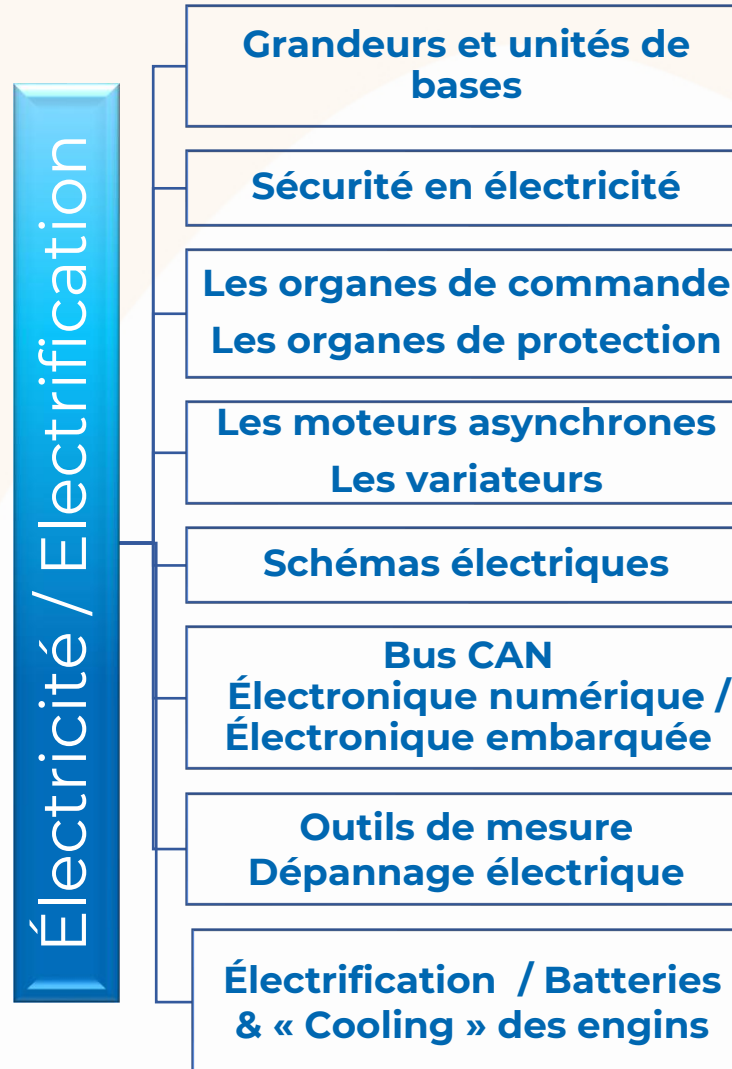 Électricité / Electrification
Grandeurs et unités de
bases
Sécurité en électricité
Les organes de commande
Les organes de protection
Les moteurs asynchrones
Les variateurs
Schémas électriques
Bus CAN
Électronique numérique /
Électronique embarquée
Outils de mesure
Dépannage électrique
Électrification / Batteries
& « Cooling » des engins